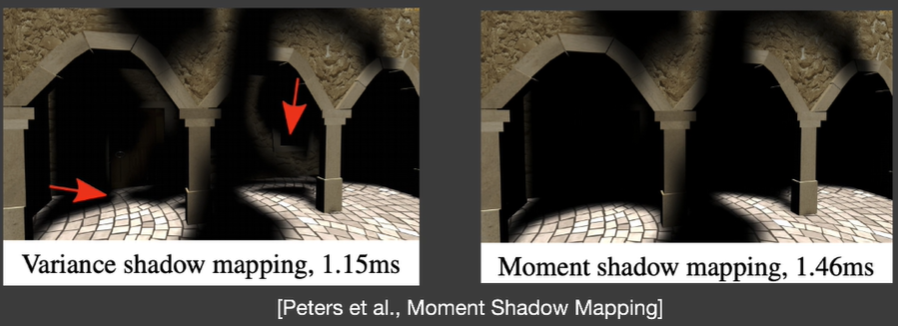 Variance shadow mapping, 1.15ms
Moment shadow mapping, 1.46ms
[Peters et al., Moment Shadow Mapping]